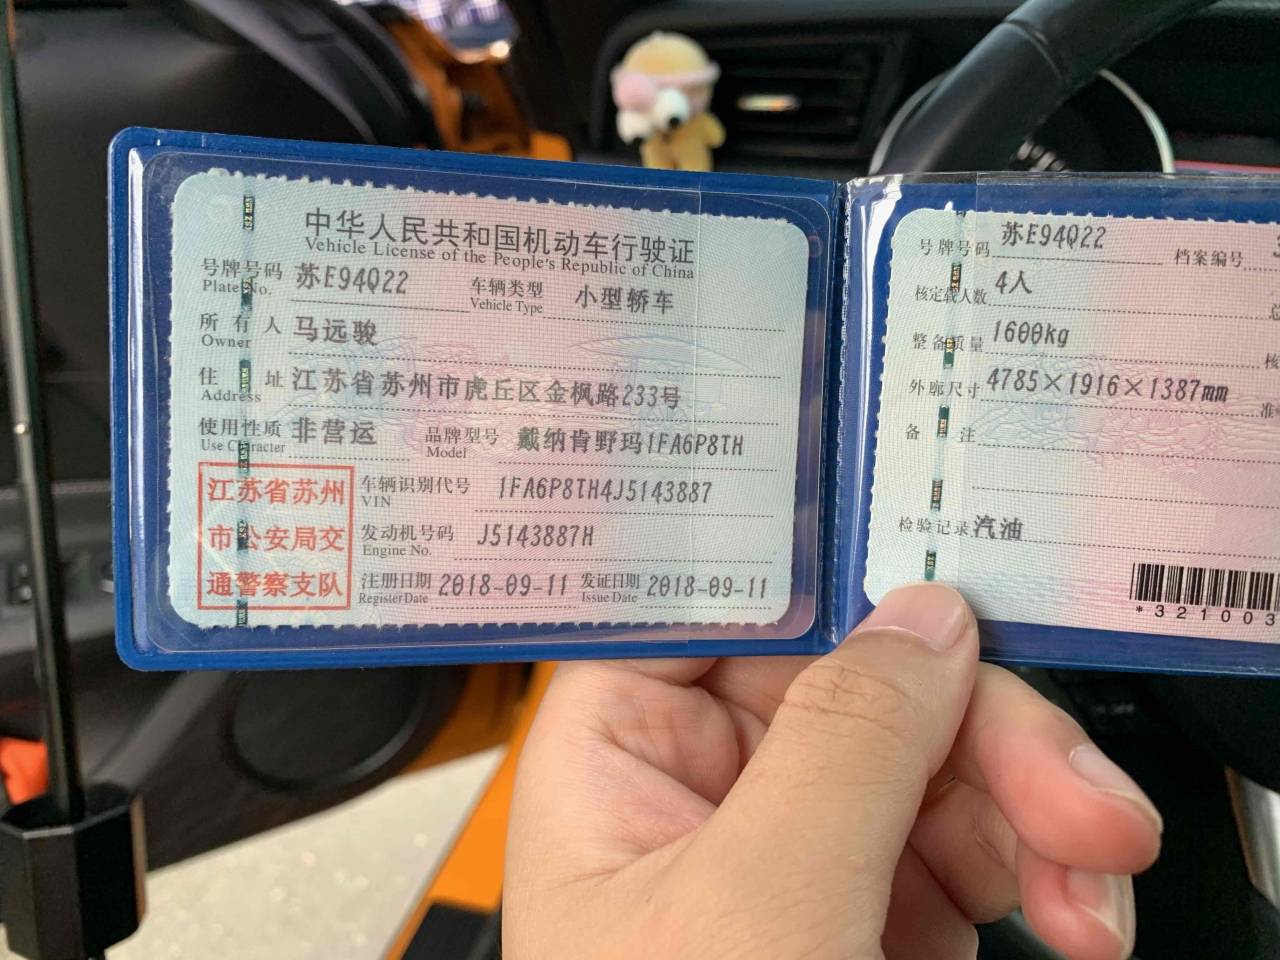 中华人民共和国机动车行驶证
Vehicle License of the People's Republic of China
号牌号码 苏E94Q22 车辆类型 小型轿车
Plate No. Vehicle Type
所有人 马远骏
Owner
住址 江苏省苏州市虎丘区金枫路233号
Address
使用性质 非营运 品牌型号 戴纳肯野玛1FA6P8TH
Use Character Model
江苏省苏州
市公安局交
通警察支队
车辆识别代号 1FA6P8TH4J5143887
VIN
发动机号码 J5143887H
Engine No.
注册日期 2018-09-11 发证日期 2018-09-11
Register Date Issue Date
号牌号码 苏E94Q22 档案编号
核定载人数 4人
整备质量 1600kg
外廓尺寸 4785×1916×1387mm
备注
检验记录 汽油
*321003